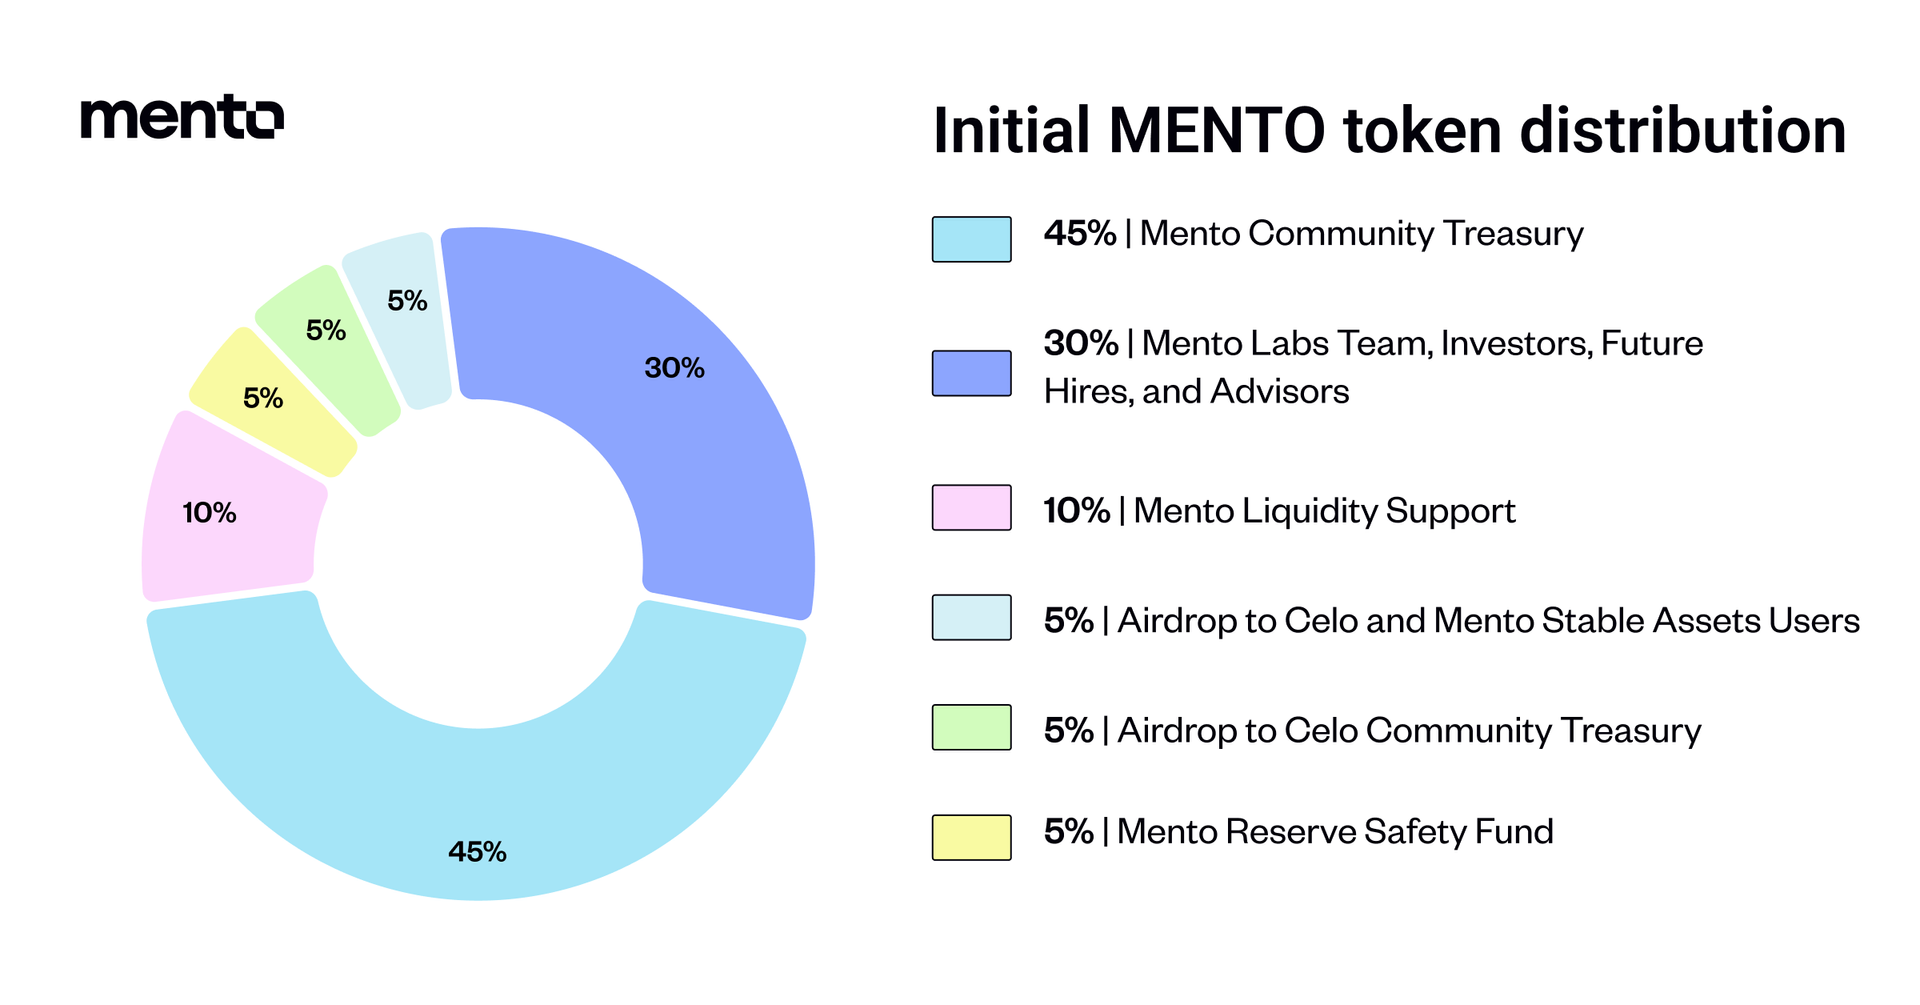 mento
Initial MENTO token distribution
5%
5%
5%
30%
10%
45%
45% | Mento Community Treasury
30% | Mento Labs Team, Investors, Future
Hires, and Advisors
10% | Mento Liquidity Support
5% | Airdrop to Celo and Mento Stable Assets Users
5% | Airdrop to Celo Community Treasury
5% | Mento Reserve Safety Fund